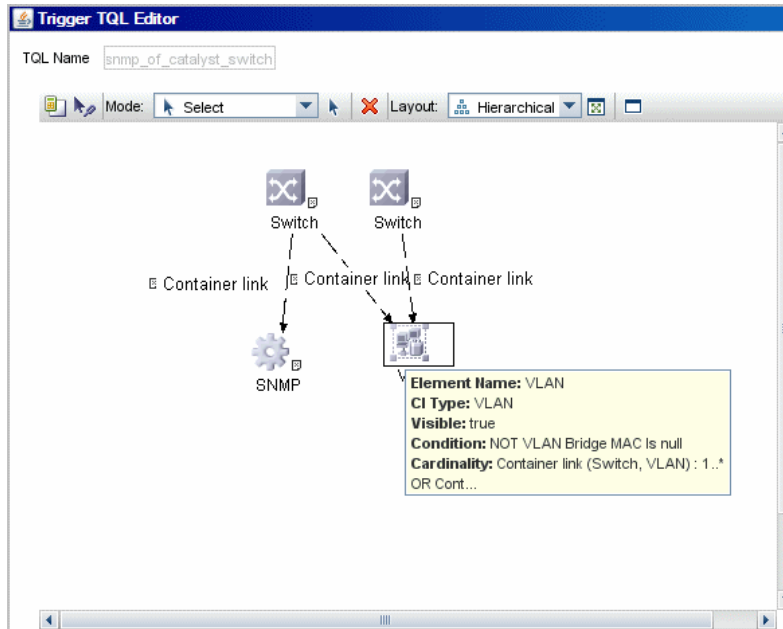 Trigger TQL Editor
TQL Name snmp_of_catalyst_switch
Mode: Select Layout: Hierarchical
Switch Switch
Container link Container link Container link
SNMP V
Element Name: VLAN
CI Type: VLAN
Visible: true
Condition: NOT VLAN Bridge MAC Is null
Cardinality: Container link (Switch, VLAN) : 1..*
OR Cont...